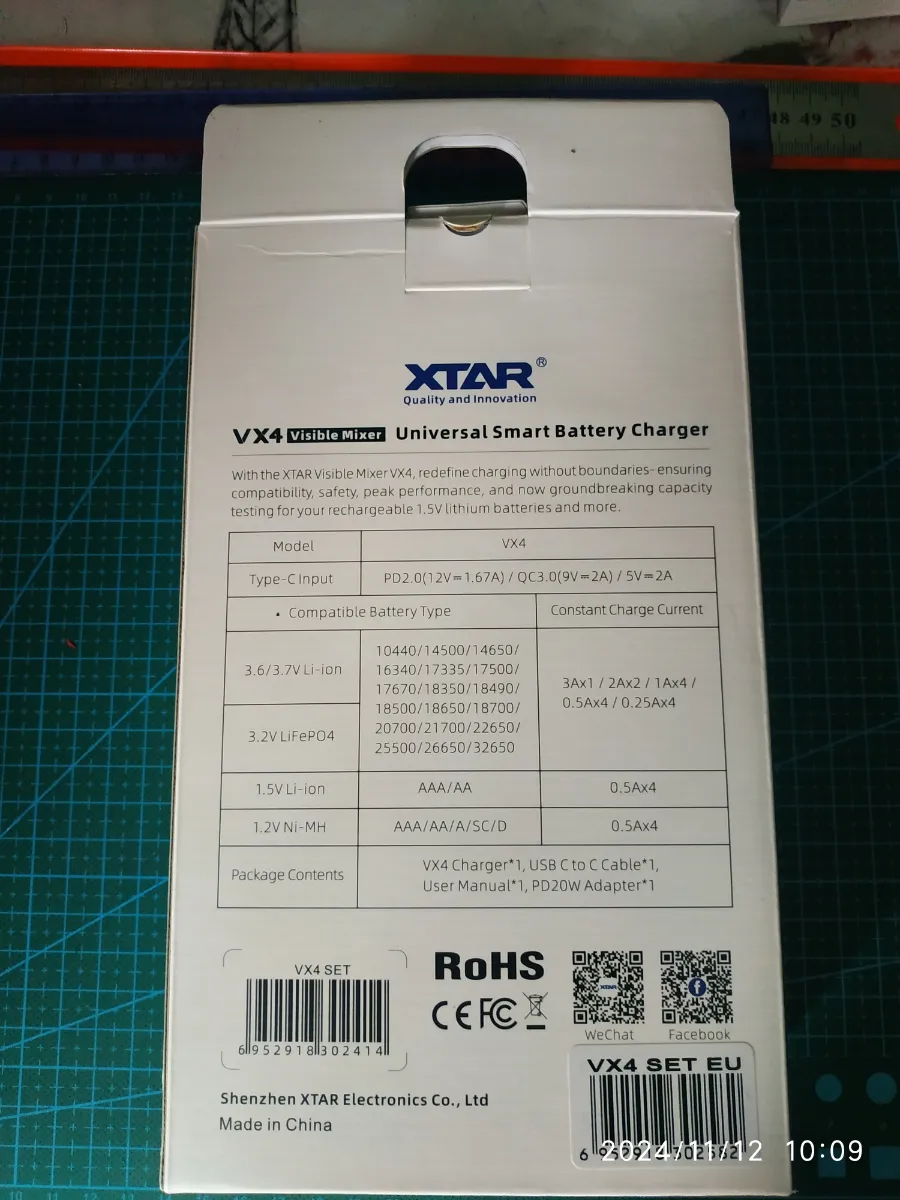 48 49 50
XTAR®
Quality and Innovation
VX4 Visible Mixer Universal Smart Battery Charger
With the XTAR Visible Mixer VX4, redefine charging without boundaries- ensuring
compatibility, safety, peak performance, and now groundbreaking capacity
testing for your rechargeable 1.5V lithium batteries and more.
Model VX4
Type-C Input PD2.0(12V=1.67A) / QC3.0(9V=2A) / 5V=2A
• Compatible Battery Type Constant Charge Current
3.6/3.7V Li-ion
3.2V LiFePO4
10440/14500/14650/
16340/17335/17500/
17670/18350/18490/
18500/18650/18700/
20700/21700/22650/
25500/26650/32650
3Ax1 / 2Ax2 / 1Ax4 /
0.5Ax4 / 0.25Ax4
1.5V Li-ion AAA/AA 0.5Ax4
1.2V Ni-MH AAA/AA/A/SC/D 0.5Ax4
Package Contents
VX4 Charger*1, USB C to C Cable*1,
User Manual*1, PD20W Adapter*1
VX4 SET
6 952918 302414
RoHS
CE FC
XTAR
WeChat
Facebook
VX4 SET EU
Shenzhen XTAR Electronics Co., Ltd
Made in China
2024/11/12 10:09